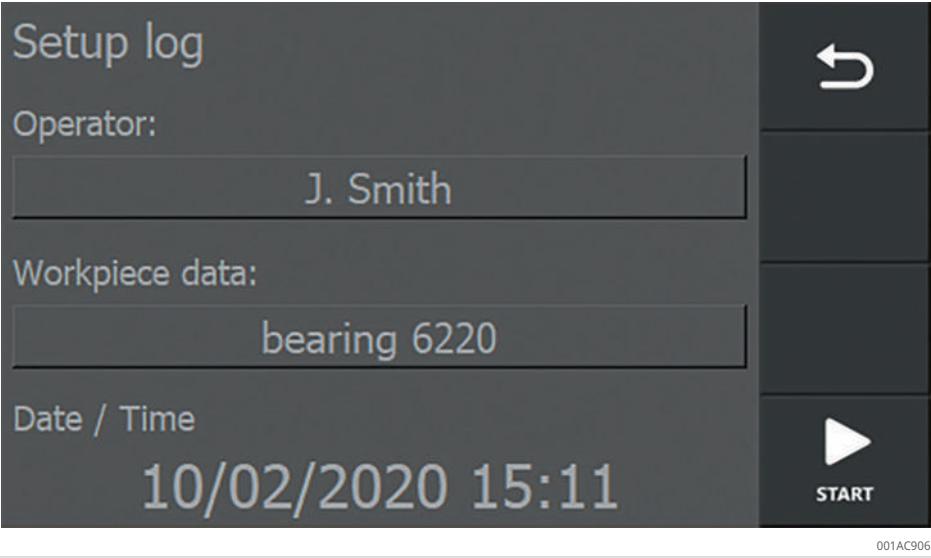 Setup log
Operator:
J. Smith
Workpiece data:
bearing 6220
Date / Time
10/02/2020 15:11
START
001AC906